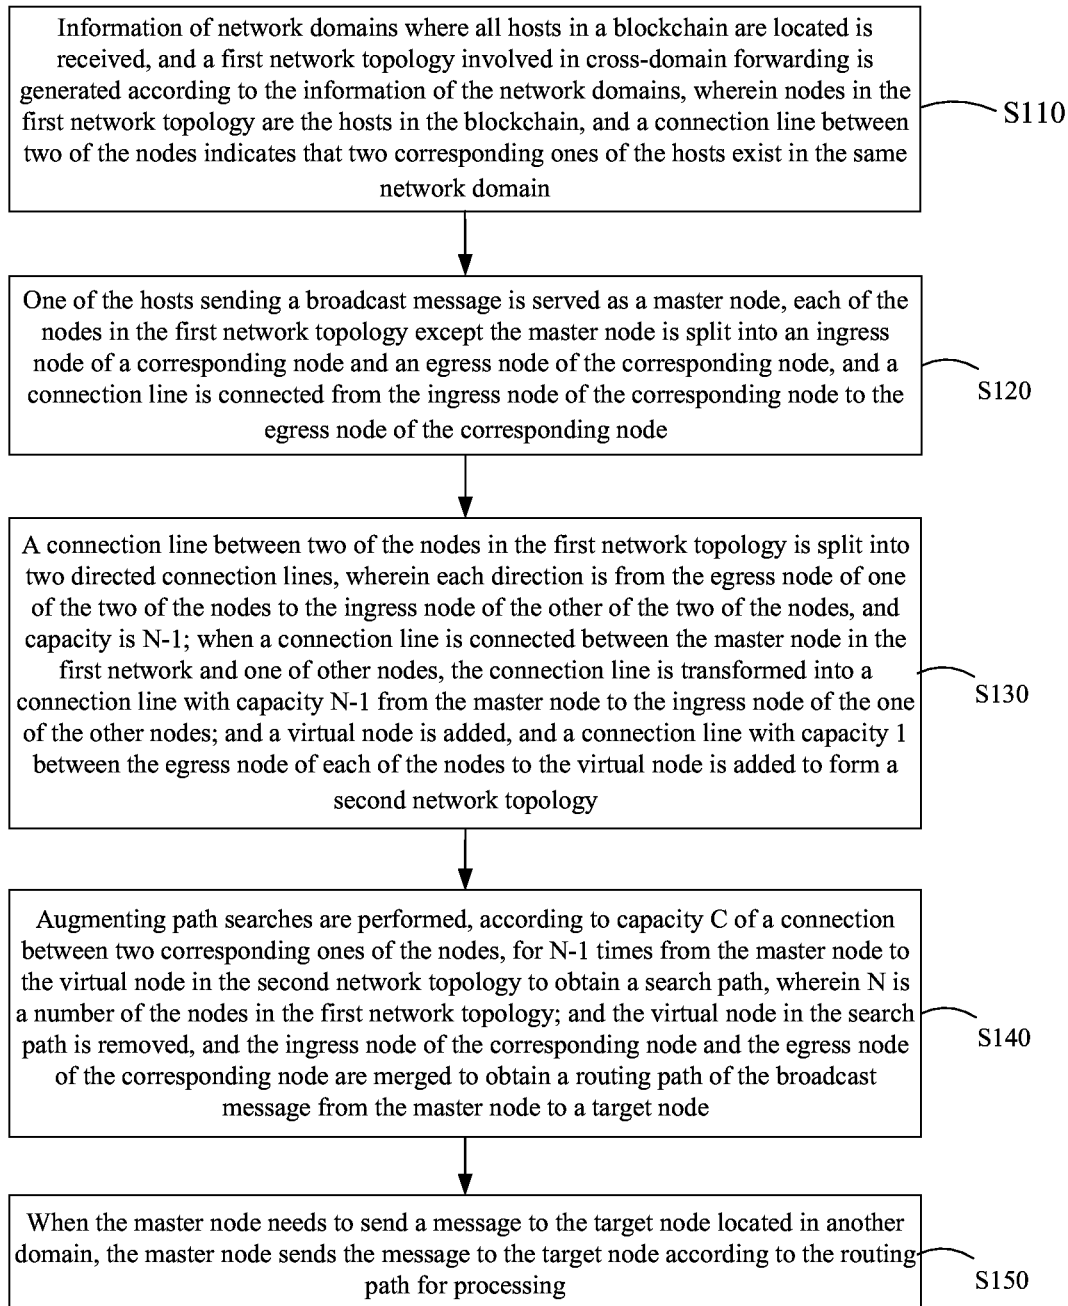 Information of network domains where all hosts in a blockchain are located is
received, and a first network topology involved in cross-domain forwarding is
generated according to the information of the network domains, wherein nodes in the
first network topology are the hosts in the blockchain, and a connection line between
two of the nodes indicates that two corresponding ones of the hosts exist in the same
network domain
S110
One of the hosts sending a broadcast message is served as a master node, each of the
nodes in the first network topology except the master node is split into an ingress
node of a corresponding node and an egress node of the corresponding node, and a
connection line is connected from the ingress node of the corresponding node to the
egress node of the corresponding node
S120
A connection line between two of the nodes in the first network topology is split into
two directed connection lines, wherein each direction is from the egress node of one
of the two of the nodes to the ingress node of the other of the two of the nodes, and
capacity is N-1; when a connection line is connected between the master node in the
first network and one of other nodes, the connection line is transformed into a
connection line with capacity N-1 from the master node to the ingress node of the one
of the other nodes; and a virtual node is added, and a connection line with capacity 1
between the egress node of each of the nodes to the virtual node is added to form a
second network topology
S130
Augmenting path searches are performed, according to capacity C of a connection
between two corresponding ones of the nodes, for N-1 times from the master node to
the virtual node in the second network topology to obtain a search path, wherein N is
a number of the nodes in the first network topology; and the virtual node in the search
path is removed, and the ingress node of the corresponding node and the egress node
of the corresponding node are merged to obtain a routing path of the broadcast
message from the master node to a target node
S140
When the master node needs to send a message to the target node located in another
domain, the master node sends the message to the target node according to the routing
path for processing
S150